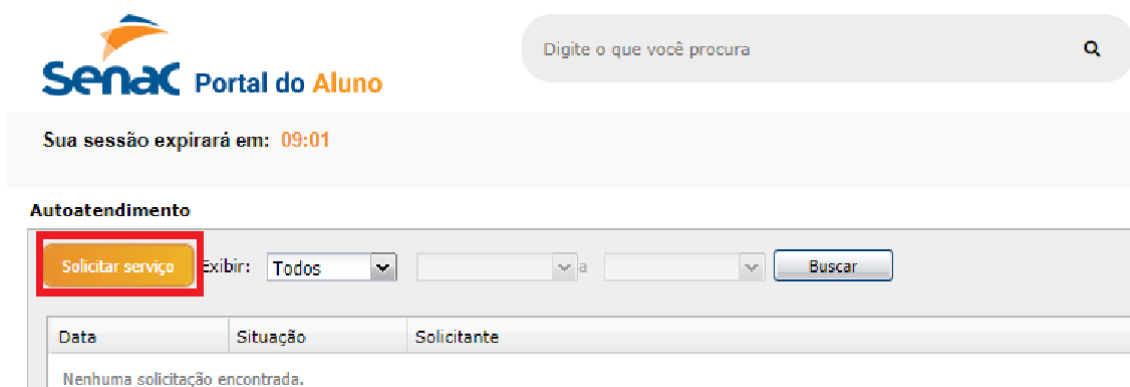 Senac Portal do Aluno
Digite o que você procura
Sua sessão expirará em: 09:01
Autoatendimento
Solicitar serviço Exibir: Todos a Buscar
Data Situação Solicitante
Nenhuma solicitação encontrada.